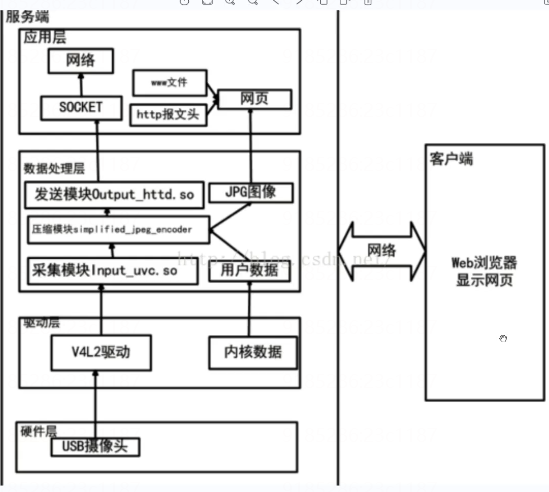 服务端
应用层
网络
www文件
网页
SOCKET
http报文头
数据处理层
发送模块Output_httd.so
JPG图像
压缩模块simplified_jpeg_encoder
采集模块Input_uvc.so
用户数据
驱动层
V4L2驱动
内核数据
硬件层
USB摄像头
网络
客户端
Web浏览器
显示网页
http://blog.csdn.net/